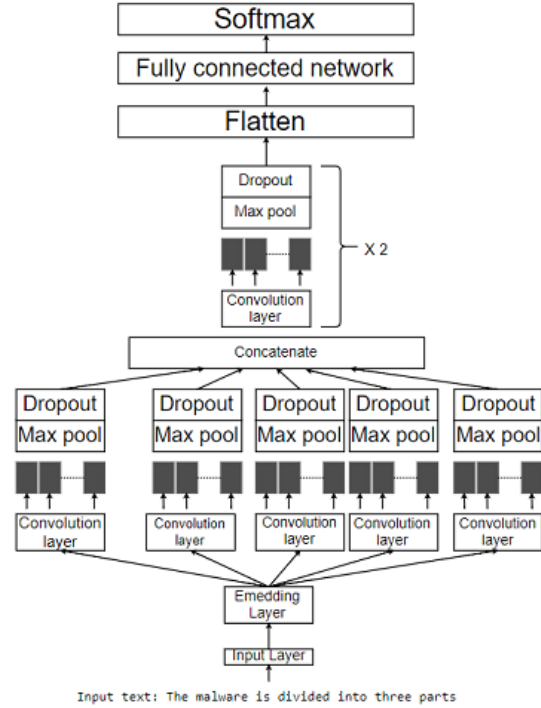 Softmax
Fully connected network
Flatten
Dropout
Max pool
X 2
Convolution
layer
Concatenate
Dropout Dropout Dropout Dropout Dropout
Max pool Max pool Max pool Max pool Max pool
Convolution Convolution Convolution Convolution Convolution
layer layer layer layer layer
Emedding
Layer
Input Layer
Input text: The malware is divided into three parts